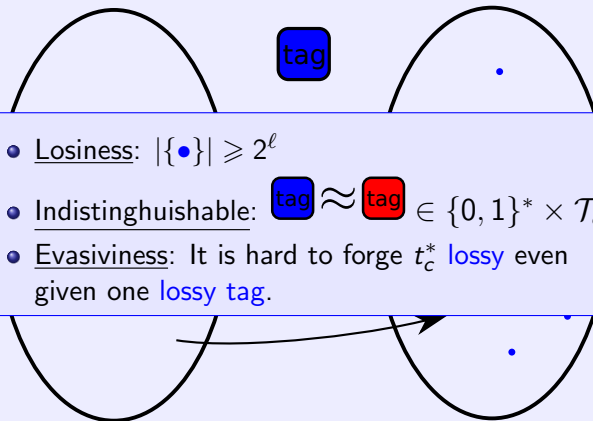 tag
Losiness: |{•}| ⩾ 2^ℓ
Indistinghuishable: tag ≈ tag ∈ {0, 1}* × 𝒯
Evasiviness: It is hard to forge t_c^* lossy even
given one lossy tag.